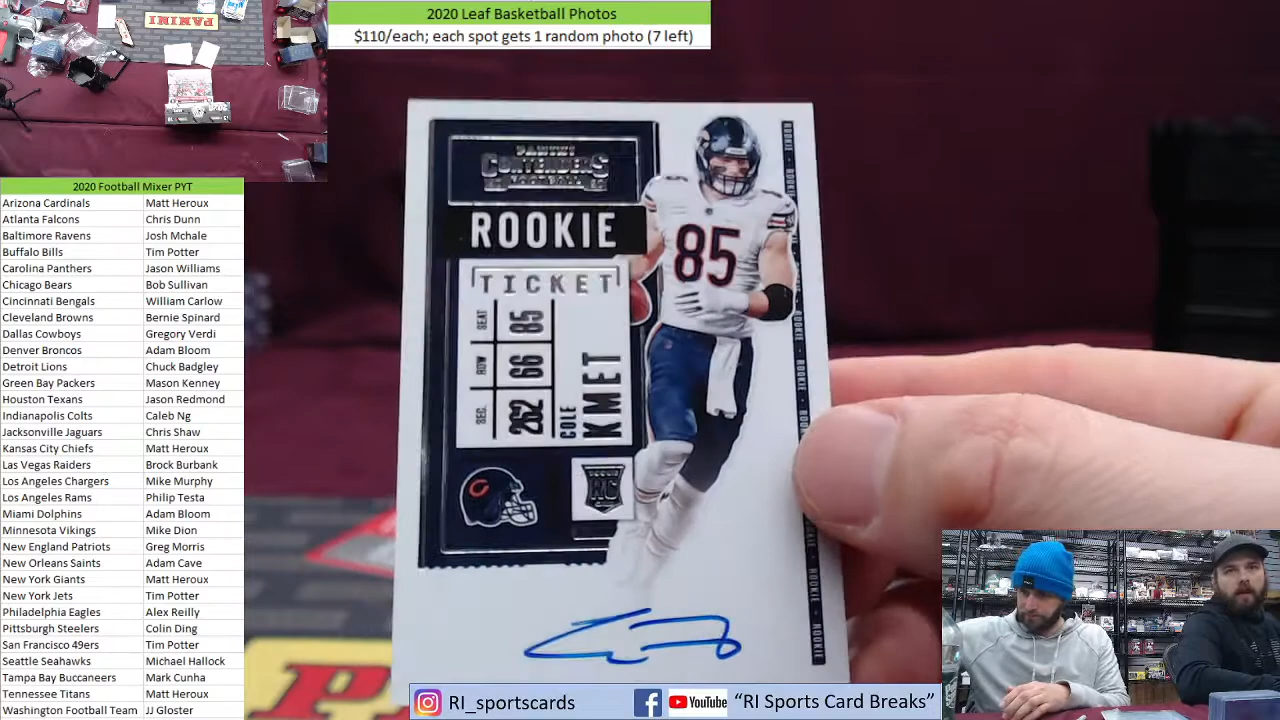 2020 Leaf Basketball Photos
$110/each; each spot gets 1 random photo (7 left)
PANINI
2020 Football Mixer PYT
Arizona Cardinals Matt Heroux
Atlanta Falcons Chris Dunn
Baltimore Ravens Josh Mchale
Buffalo Bills Tim Potter
Carolina Panthers Jason Williams
Chicago Bears Bob Sullivan
Cincinnati Bengals William Carlow
Cleveland Browns Bernie Spinard
Dallas Cowboys Gregory Verdi
Denver Broncos Adam Bloom
Detroit Lions Chuck Badgley
Green Bay Packers Mason Kenney
Houston Texans Jason Redmond
Indianapolis Colts Caleb Ng
Jacksonville Jaguars Chris Shaw
Kansas City Chiefs Matt Heroux
Las Vegas Raiders Brock Burbank
Los Angeles Chargers Mike Murphy
Los Angeles Rams Philip Testa
Miami Dolphins Adam Bloom
Minnesota Vikings Mike Dion
New England Patriots Greg Morris
New Orleans Saints Adam Cave
New York Giants Matt Heroux
New York Jets Tim Potter
Philadelphia Eagles Alex Reilly
Pittsburgh Steelers Colin Ding
San Francisco 49ers Tim Potter
Seattle Seahawks Michael Hallock
Tampa Bay Buccaneers Mark Cunha
Tennessee Titans Matt Heroux
Washington Football Team JJ Gloster
PANINI
CONTENDERS
ROOKIE
TICKET
SEAT 85
ROW 66
SEC. 262
COLE
KMET
RC
85
ROOKIE
ROOKIE
ROOKIE
ROOKIE
ROOKIE
RI_sportscards
YouTube
"RI Sports Card Breaks"